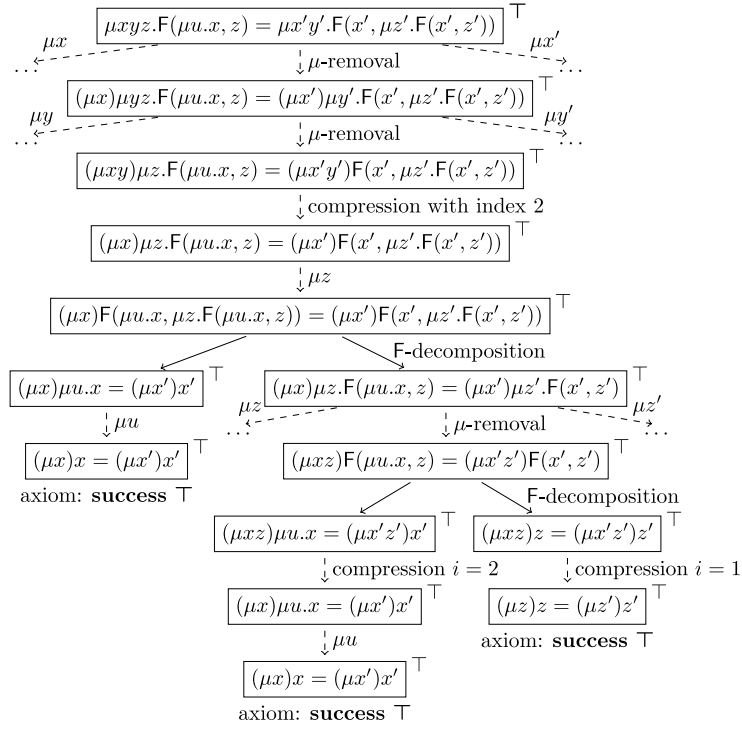 μxyz.F(μu.x, z) = μx′y′.F(x′, μz′.F(x′, z′)) ⊤
μx μ-removal μx′
... ...
(μx)μyz.F(μu.x, z) = (μx′)μy′.F(x′, μz′.F(x′, z′)) ⊤
μy μ-removal μy′
... ...
(μxy)μz.F(μu.x, z) = (μx′y′)F(x′, μz′.F(x′, z′)) ⊤
compression with index 2
(μx)μz.F(μu.x, z) = (μx′)F(x′, μz′.F(x′, z′)) ⊤
μz
(μx)F(μu.x, μz.F(μu.x, z)) = (μx′)F(x′, μz′.F(x′, z′)) ⊤
F-decomposition
(μx)μu.x = (μx′)x′ ⊤ (μx)μz.F(μu.x, z) = (μx′)μz′.F(x′, z′) ⊤
μu μz μ-removal μz′
... ...
(μx)x = (μx′)x′ ⊤ (μxz)F(μu.x, z) = (μx′z′)F(x′, z′) ⊤
axiom: success ⊤ F-decomposition
(μxz)μu.x = (μx′z′)x′ ⊤ (μxz)z = (μx′z′)z′ ⊤
compression i = 2 compression i = 1
(μx)μu.x = (μx′)x′ ⊤ (μz)z = (μz′)z′ ⊤
μu axiom: success ⊤
(μx)x = (μx′)x′ ⊤
axiom: success ⊤